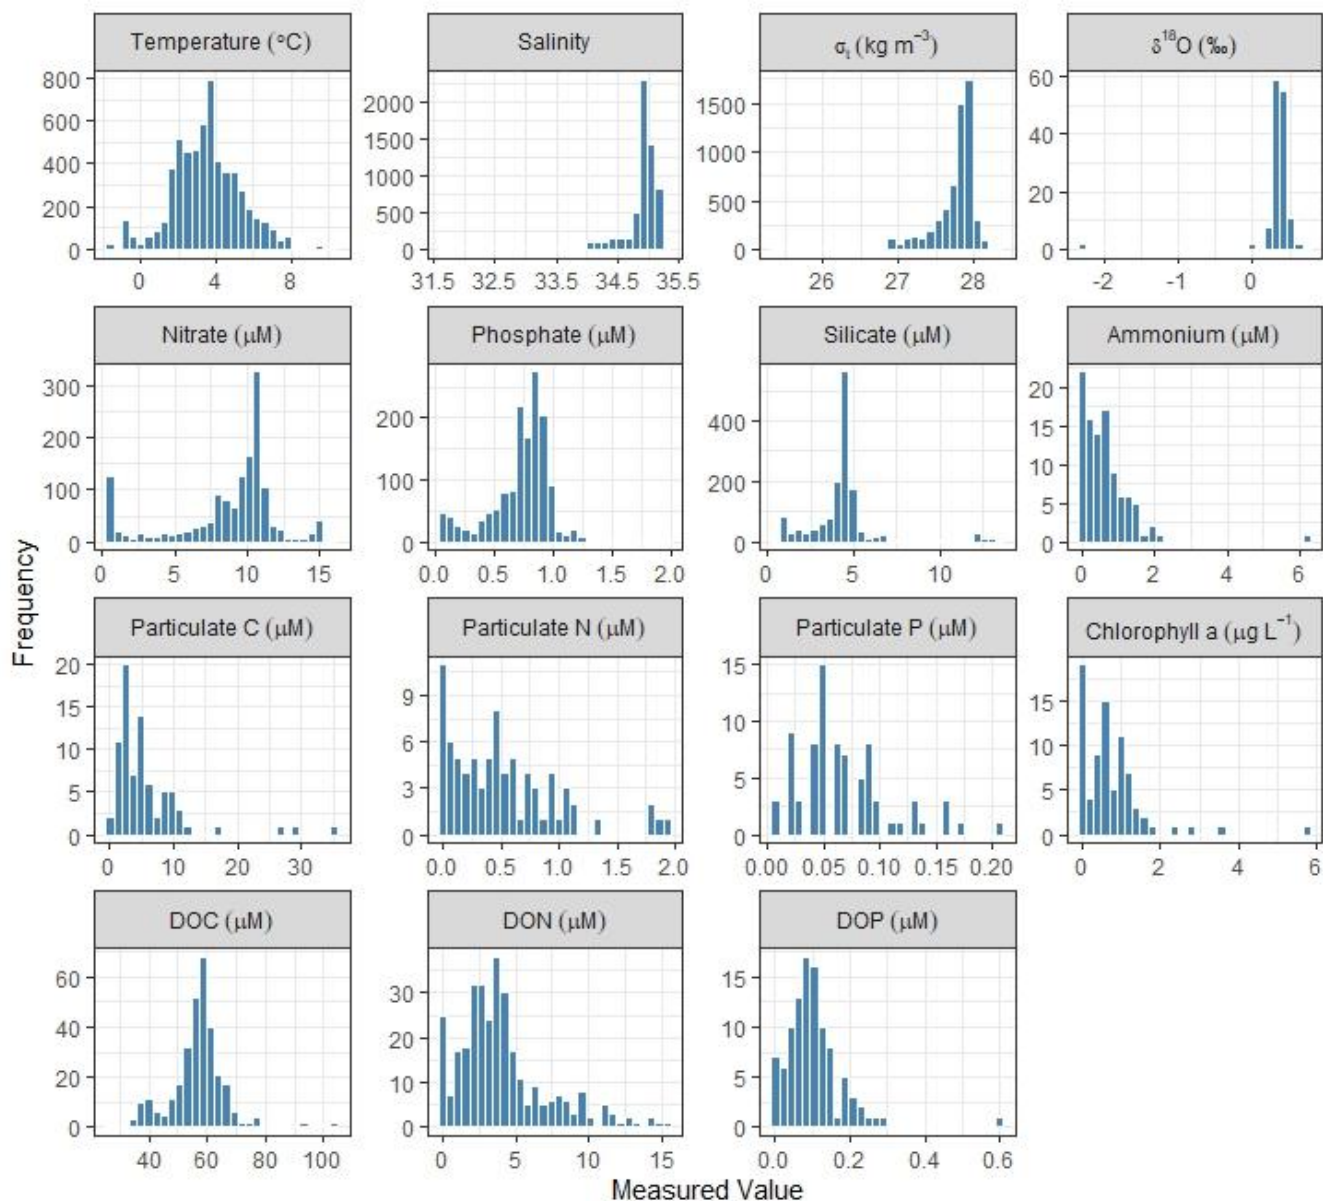 Temperature (°C)
Salinity
σt (kg m⁻³)
δ¹⁸O (‰)
800
600
400
200
0
0 4 8
2000
1500
1000
500
0
31.5 32.5 33.5 34.5 35.5
1500
1000
500
0
26 27 28
60
40
20
0
-2 -1 0
Nitrate (μM)
Phosphate (μM)
Silicate (μM)
Ammonium (μM)
300
200
100
0
0 5 10 15
200
100
0
0.0 0.5 1.0 1.5 2.0
400
200
0
0 5 10
20
15
10
5
0
0 2 4 6
Frequency
Particulate C (μM)
Particulate N (μM)
Particulate P (μM)
Chlorophyll a (μg L⁻¹)
20
15
10
5
0
0 10 20 30
9
6
3
0
0.0 0.5 1.0 1.5 2.0
15
10
5
0
0.00 0.05 0.10 0.15 0.20
15
10
5
0
0 2 4 6
DOC (μM)
DON (μM)
DOP (μM)
60
40
20
0
40 60 80 100
30
20
10
0
0 5 10 15
15
10
5
0
0.0 0.2 0.4 0.6
Measured Value